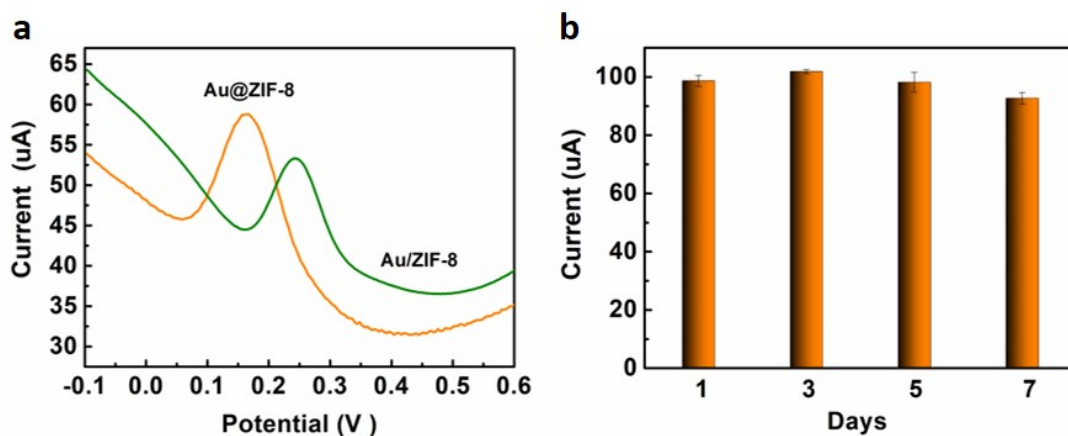 a
65
60
55
50
45
40
35
30
Current (uA)
Au@ZIF-8
Au/ZIF-8
-0.1 0.0 0.1 0.2 0.3 0.4 0.5 0.6
Potential (V )
b
100
80
60
40
20
0
Current (uA)
1 3 5 7
Days